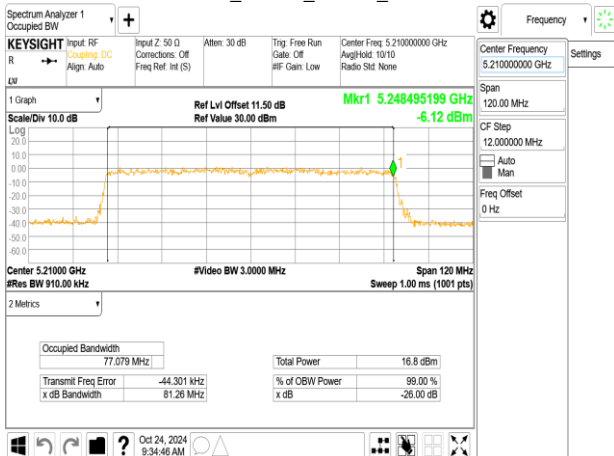 Spectrum Analyzer 1
Occupied BW
Frequency
KEYSIGHT Input: RF
R
Coupling: DC
Align: Auto
LXI
Input Z: 50 Ω
Corrections: Off
Freq Ref: Int (S)
Atten: 30 dB
Trig: Free Run
Gate: Off
#IF Gain: Low
Center Freq: 5.210000000 GHz
Avg|Hold: 10/10
Radio Std: None
Center Frequency
5.210000000 GHz
Settings
Span
120.00 MHz
CF Step
12.000000 MHz
Auto
Man
Freq Offset
0 Hz
1 Graph
Scale/Div 10.0 dB
Ref Lvl Offset 11.50 dB
Ref Value 30.00 dBm
Mkr1 5.248495199 GHz
-6.12 dBm
Log
20.0
10.0
0.00
-10.0
-20.0
-30.0
-40.0
-50.0
-60.0
1
Center 5.21000 GHz
#Res BW 910.00 kHz
#Video BW 3.0000 MHz
Span 120 MHz
Sweep 1.00 ms (1001 pts)
2 Metrics
Occupied Bandwidth
77.079 MHz
Total Power 16.8 dBm
Transmit Freq Error -44.301 kHz
% of OBW Power 99.00 %
x dB Bandwidth 81.26 MHz
x dB -26.00 dB
?
Oct 24, 2024
9:34:46 AM